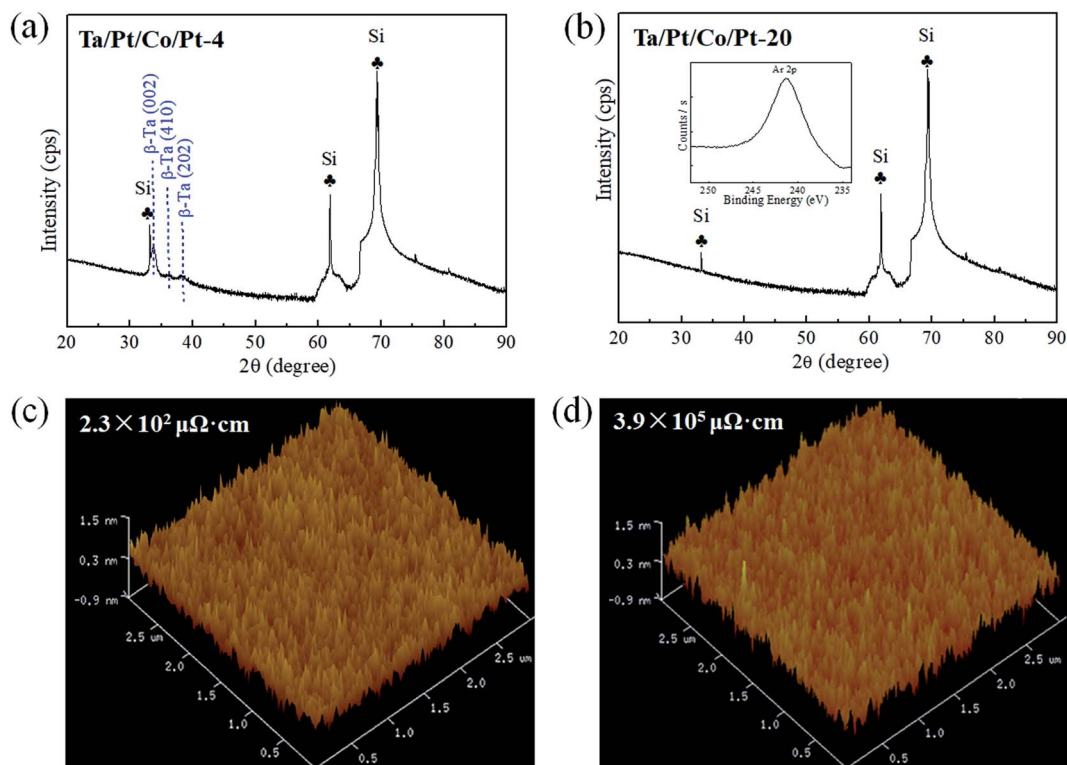 (a)
Ta/Pt/Co/Pt-4
Si
♣
β-Ta (002)
β-Ta (410)
β-Ta (202)
Si
♣
Si
♣
Intensity (cps)
20 30 40 50 60 70 80 90
2θ (degree)
(b)
Ta/Pt/Co/Pt-20
Si
♣
Ar 2p
Counts / s
250 245 240 235
Binding Energy (eV)
Si
♣
Si
♣
Intensity (cps)
20 30 40 50 60 70 80 90
2θ (degree)
(c)
2.3×10² μΩ·cm
1.5 nm
0.3 nm
-0.9 nm
2.5 um
2.0
1.5
1.0
0.5
2.5 um
2.0
1.5
1.0
0.5
(d)
3.9×10⁵ μΩ·cm
1.5 nm
0.3 nm
-0.9 nm
2.5 um
2.0
1.5
1.0
0.5
2.5 um
2.0
1.5
1.0
0.5